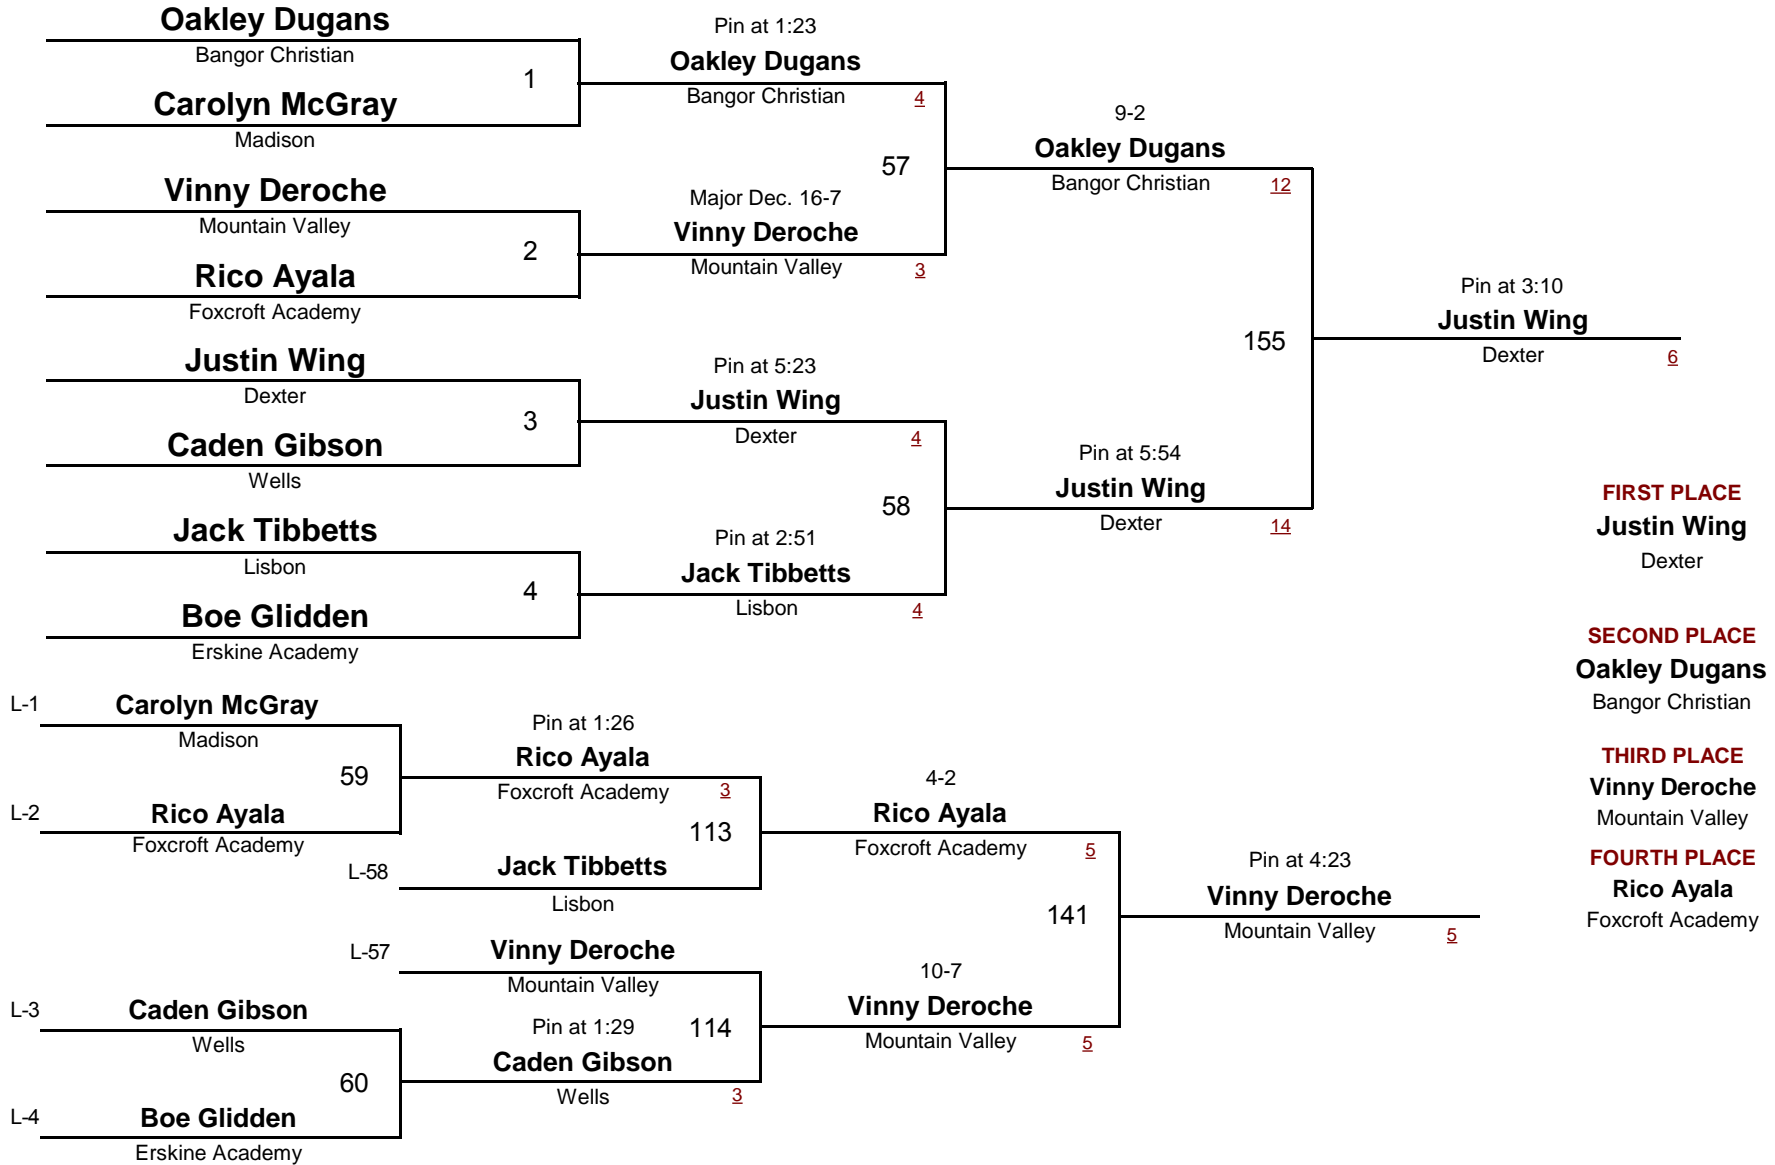 Oakley Dugans
Bangor Christian
1
Carolyn McGray
Madison
Pin at 1:23
Oakley Dugans
Bangor Christian 4
Vinny Deroche
Mountain Valley
2
Rico Ayala
Foxcroft Academy
57
Major Dec. 16-7
Vinny Deroche
Mountain Valley 3
9-2
Oakley Dugans
Bangor Christian 12
Justin Wing
Dexter
3
Caden Gibson
Wells
Pin at 5:23
Justin Wing
Dexter 4
Jack Tibbetts
Lisbon
4
Boe Glidden
Erskine Academy
58
Pin at 2:51
Jack Tibbetts
Lisbon 4
Pin at 5:54
Justin Wing
Dexter 14
155
Pin at 3:10
Justin Wing
Dexter 6
FIRST PLACE
Justin Wing
Dexter
SECOND PLACE
Oakley Dugans
Bangor Christian
THIRD PLACE
Vinny Deroche
Mountain Valley
FOURTH PLACE
Rico Ayala
Foxcroft Academy
L-1 Carolyn McGray
Madison
59
L-2 Rico Ayala
Foxcroft Academy
Pin at 1:26
Rico Ayala
Foxcroft Academy 3
113
L-58 Jack Tibbetts
Lisbon
4-2
Rico Ayala
Foxcroft Academy 5
L-57 Vinny Deroche
Mountain Valley
114
L-3 Caden Gibson
Wells
60
L-4 Boe Glidden
Erskine Academy
Pin at 1:29
Caden Gibson
Wells 3
10-7
Vinny Deroche
Mountain Valley 5
141
Pin at 4:23
Vinny Deroche
Mountain Valley 5